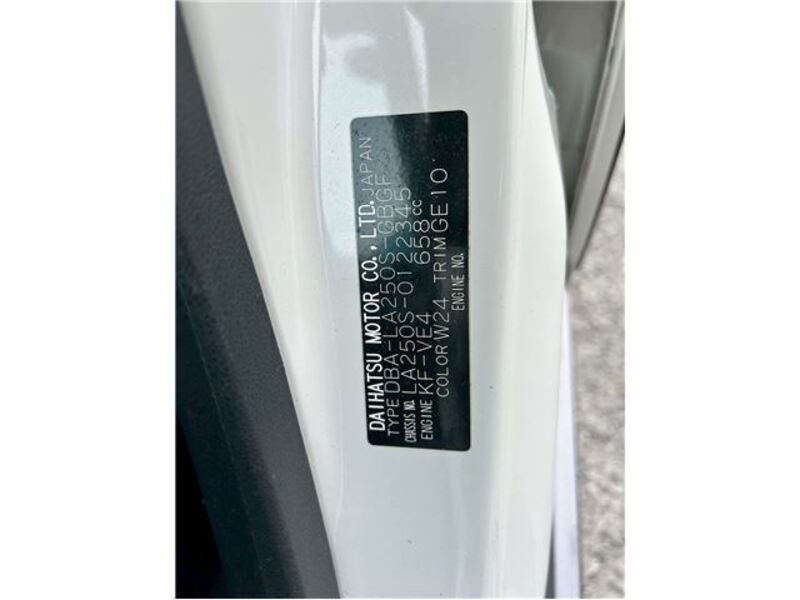 DAIHATSU MOTOR CO., LTD. JAPAN
TYPE DBA-LA250S-GBGF
CHASSIS NO. LA250S-0122345
ENGINE KF-VE4 658cc
COLOR W24 TRIM GE10
ENGINE NO.